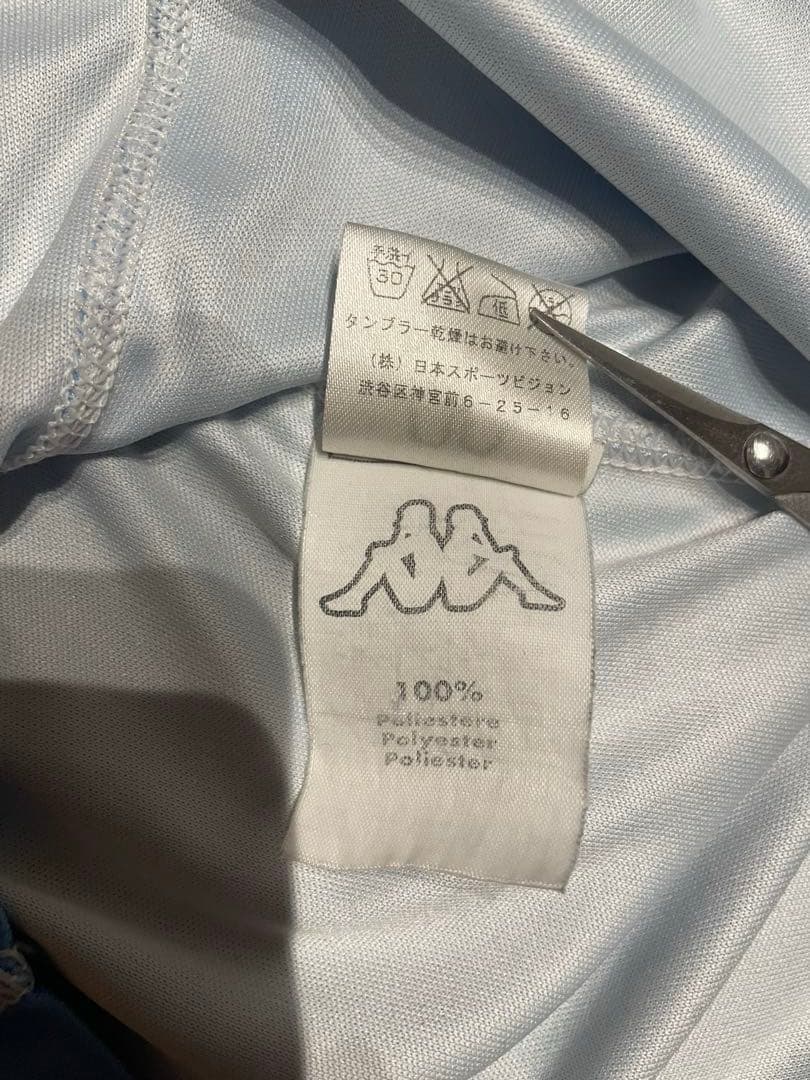 手洗イ
30
低
タンブラー乾燥はお避け下さい。
(株) 日本スポーツビジョン
渋谷区神宮前6-25-16
100%
Poliestere
Polyester
Poliester